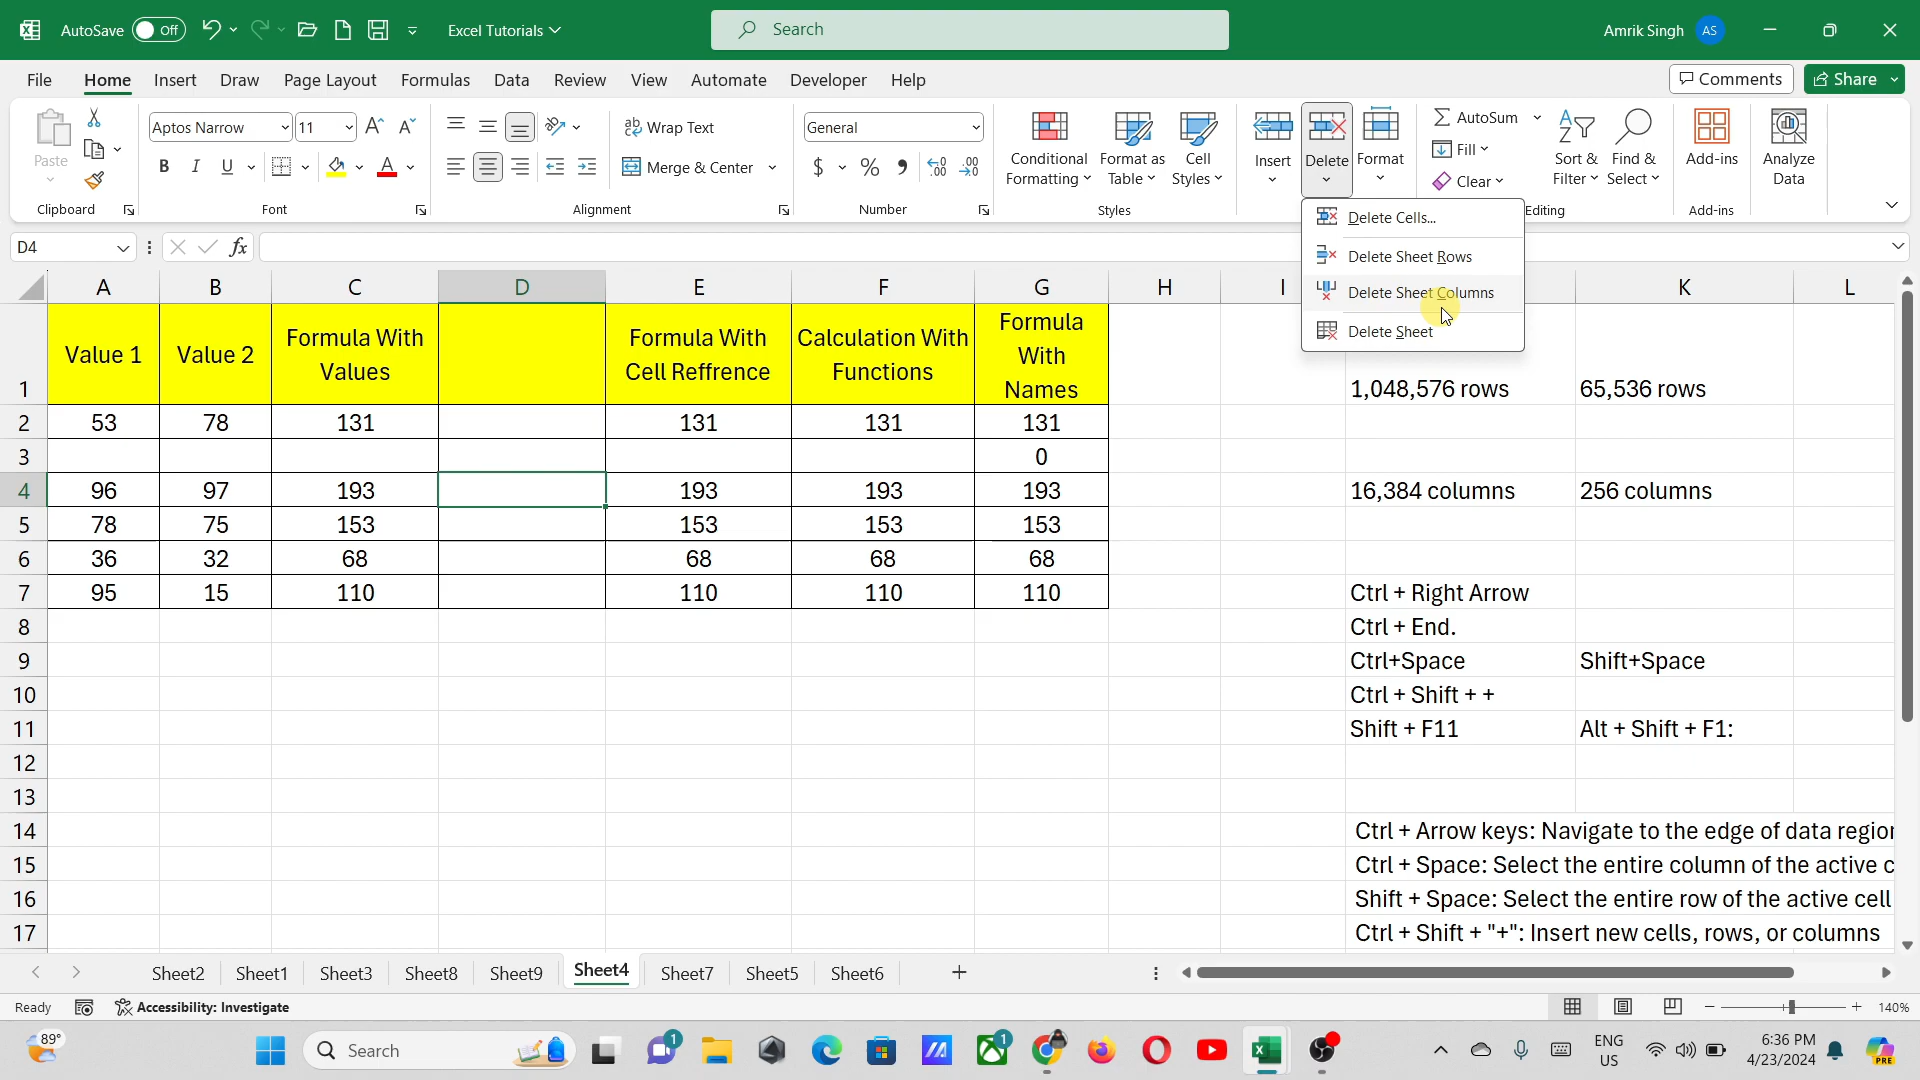 AutoSave Off Excel Tutorials Search Amrik Singh AS
File Home Insert Draw Page Layout Formulas Data Review View Automate Developer Help Comments Share
Paste Aptos Narrow 11 Wrap Text General Conditional Formatting Format as Table Cell Styles Insert Delete Format AutoSum Sort & Filter Find & Select Add-ins Analyze Data
B I U Merge & Center $ % Fill Clear
Clipboard Font Alignment Number Styles Editing Add-ins
Delete Cells...
Delete Sheet Rows
Delete Sheet Columns
Delete Sheet
D4 fx
A B C D E F G H I K L
1 Value 1 Value 2 Formula With Values Formula With Cell Reffrence Calculation With Functions Formula With Names 1,048,576 rows 65,536 rows
2 53 78 131 131 131 131
3 0
4 96 97 193 193 193 193 16,384 columns 256 columns
5 78 75 153 153 153 153
6 36 32 68 68 68 68
7 95 15 110 110 110 110 Ctrl + Right Arrow
8 Ctrl + End.
9 Ctrl+Space Shift+Space
10 Ctrl + Shift + +
11 Shift + F11 Alt + Shift + F1:
12
13
14 Ctrl + Arrow keys: Navigate to the edge of data region
15 Ctrl + Space: Select the entire column of the active c
16 Shift + Space: Select the entire row of the active cell
17 Ctrl + Shift + "+": Insert new cells, rows, or columns
Sheet2 Sheet1 Sheet3 Sheet8 Sheet9 Sheet4 Sheet7 Sheet5 Sheet6
Ready Accessibility: Investigate 140%
89° Search 1 1 ENG US 6:36 PM 4/23/2024 PRE